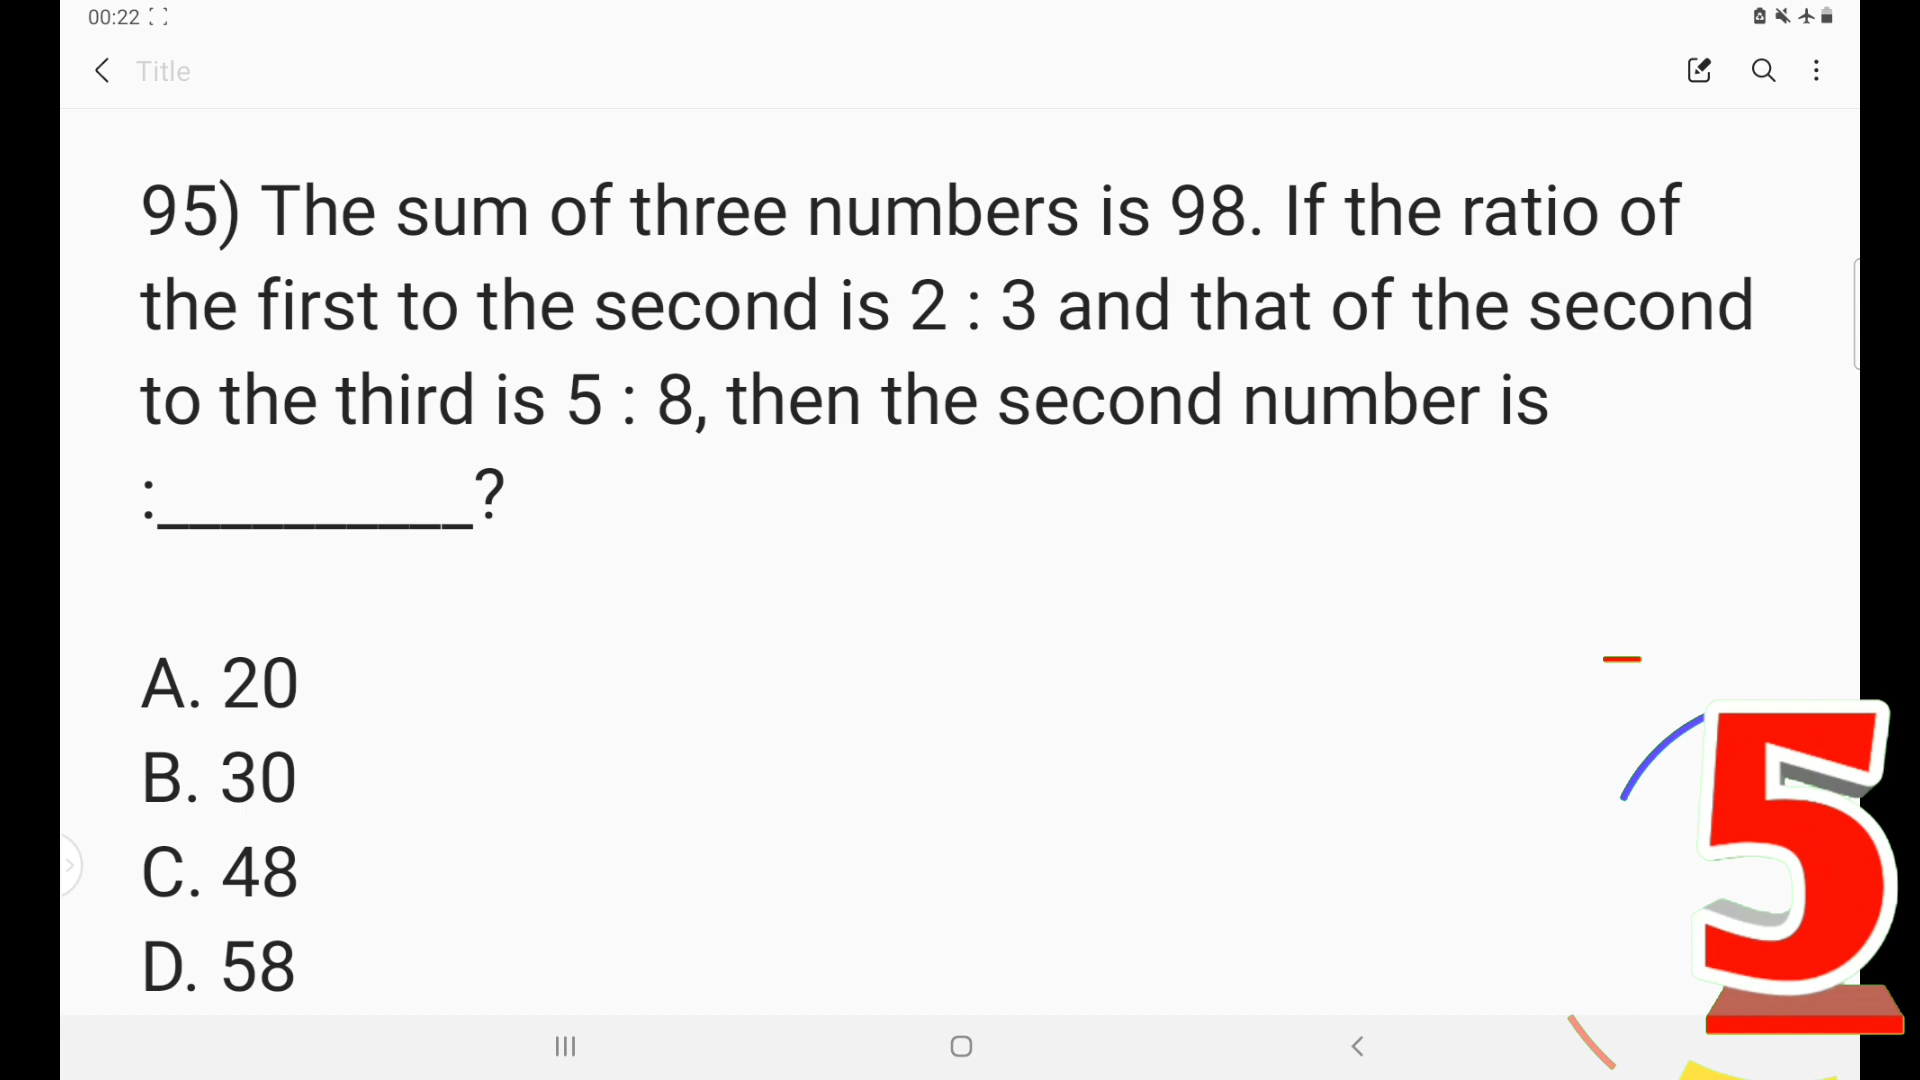 00:22
Title
95) The sum of three numbers is 98. If the ratio of
the first to the second is 2 : 3 and that of the second
to the third is 5 : 8, then the second number is
:__________?
A. 20
B. 30
C. 48
D. 58
5